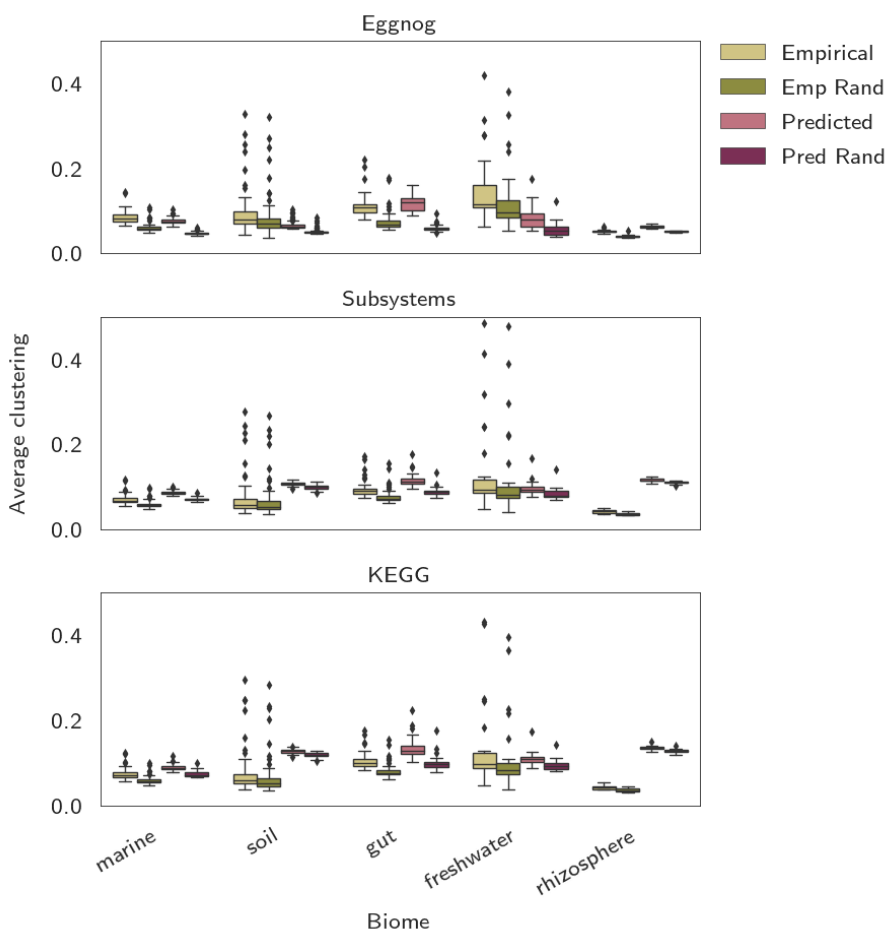 Eggnog
0.4
0.2
0.0
Empirical
Emp Rand
Predicted
Pred Rand
Subsystems
0.4
0.2
0.0
Average clustering
KEGG
0.4
0.2
0.0
marine
soil
gut
freshwater
rhizosphere
Biome